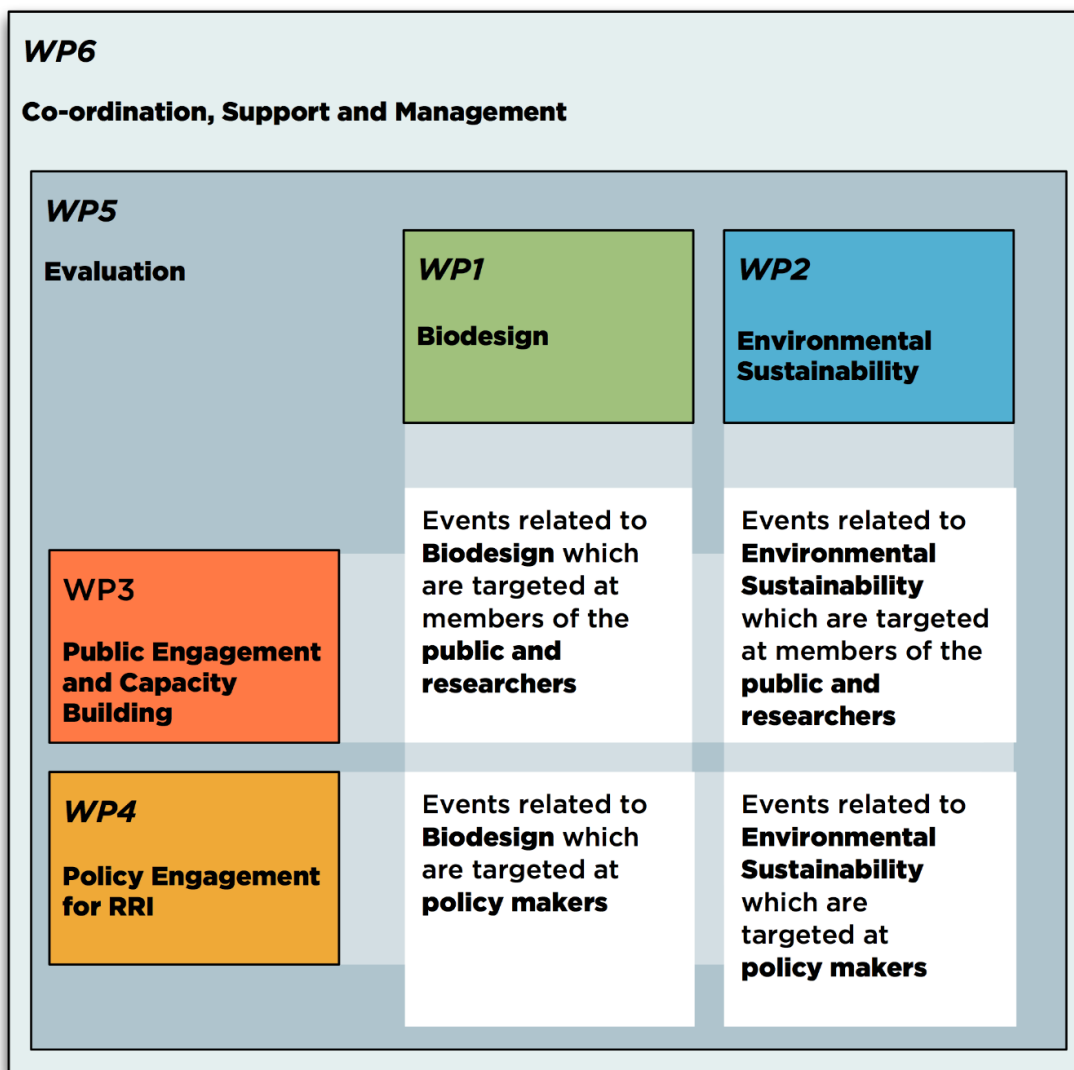 WP6
Co-ordination, Support and Management
WP5
Evaluation
WP1
Biodesign
WP2
Environmental
Sustainability
WP3
Public Engagement
and Capacity
Building
Events related to
Biodesign which
are targeted at
members of the
public and
researchers
Events related to
Environmental
Sustainability
which are targeted
at members of the
public and
researchers
WP4
Policy Engagement
for RRI
Events related to
Biodesign which
are targeted at
policy makers
Events related to
Environmental
Sustainability
which are
targeted at
policy makers